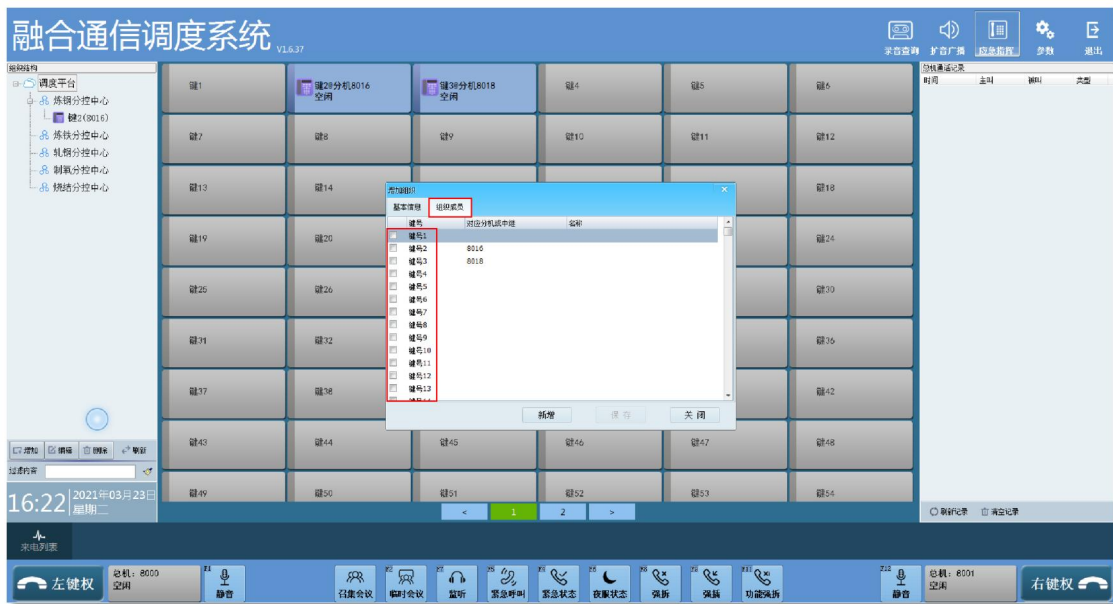 融合通信调度系统 V1.6.37
录音查询 扩音广播 应急指挥 参数 退出
组织结构
调度平台
炼钢分控中心
键2(8016)
炼铁分控中心
轧钢分控中心
制氧分控中心
烧结分控中心
增加 编辑 删除 刷新
过滤内容
16:22 2021年03月23日
星期二
键1 键2@分机8016 键3@分机8018 键4 键5 键6
空闲 空闲
键7 键8 键9 键10 键11 键12
键13 键14 键18
键19 键20 键24
键25 键26 键30
键31 键32 键36
键37 键38 键42
键43 键44 键45 键46 键47 键48
键49 键50 键51 键52 键53 键54
< 1 2 >
增加组织 ×
基本信息 组织成员
键号 对应分机或中继 名称
键号1
键号2 8016
键号3 8018
键号4
键号5
键号6
键号7
键号8
键号9
键号10
键号11
键号12
键号13
新增 保存 关闭
总机通话记录
时间 主叫 被叫 类型
刷新记录 清空记录
来电列表
左键权 总机：8000
空闲
F1 静音
召集会议
临时会议
监听
紧急呼叫
紧急状态
夜服状态
强拆
强插
F11 功能强拆
F12 静音
总机：8001
空闲
右键权